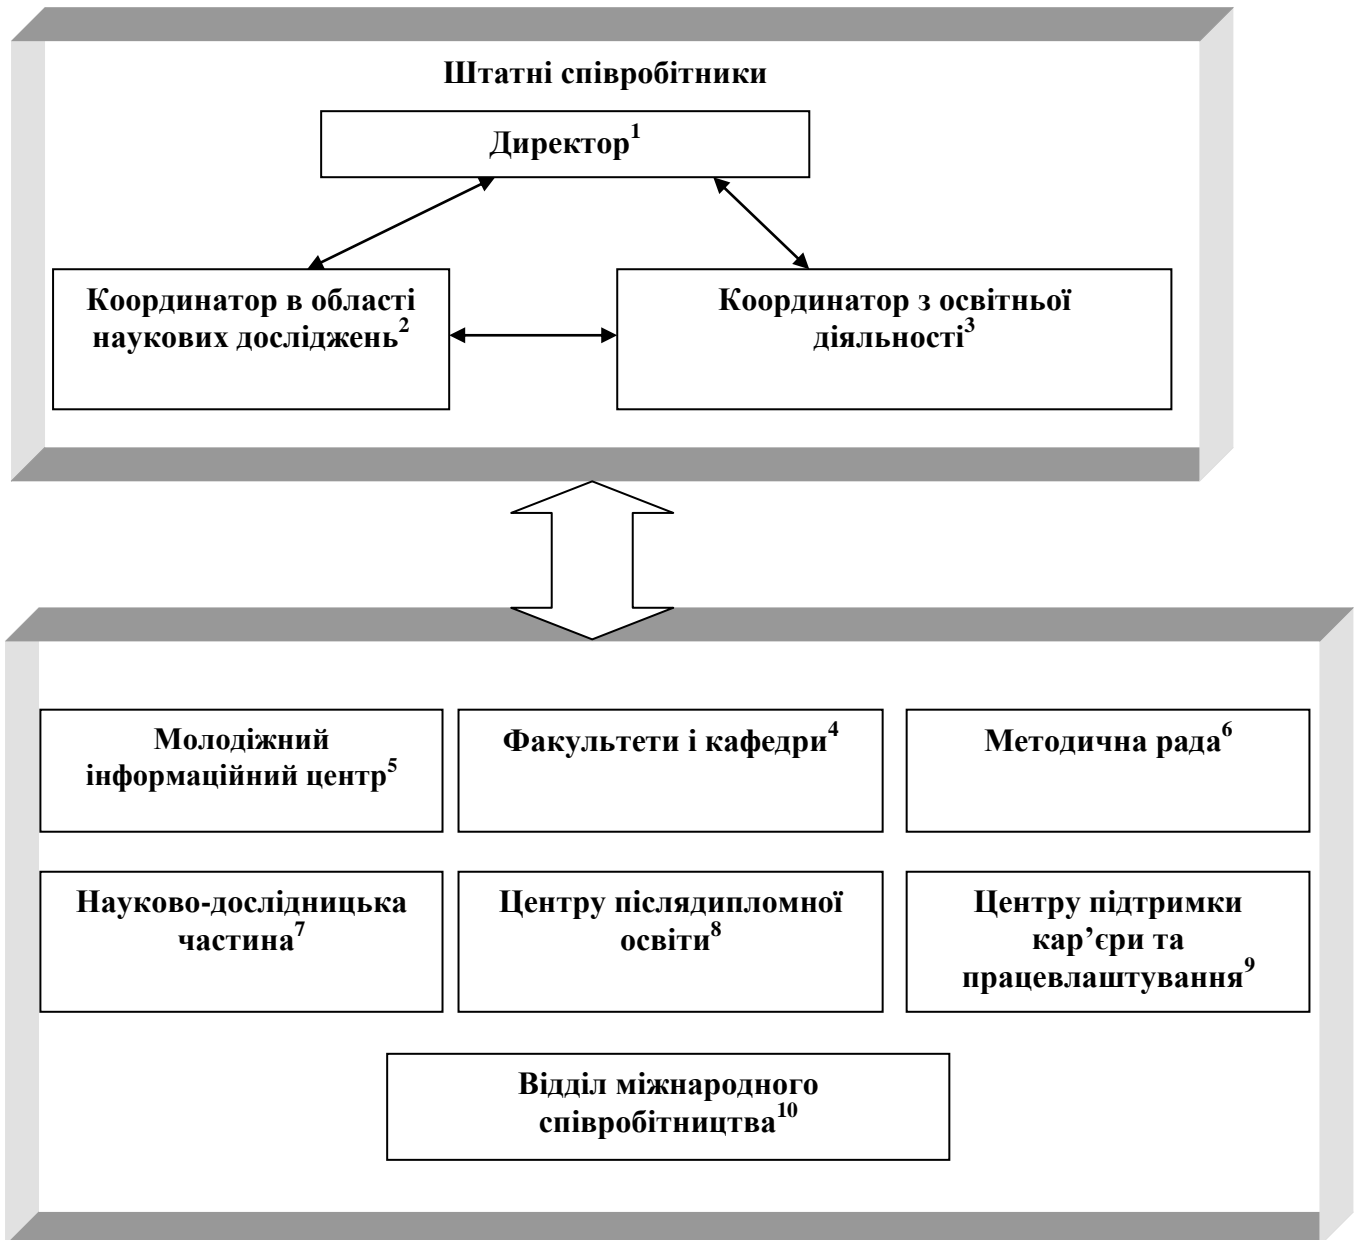 Штатні співробітники
Директор¹
Координатор в області
наукових досліджень²
Координатор з освітньої
діяльності³
Молодіжний
інформаційний центр⁵
Факультети і кафедри⁴
Методична рада⁶
Науково-дослідницька
частина⁷
Центру післядипломної
освіти⁸
Центру підтримки
кар’єри та
працевлаштування⁹
Відділ міжнародного
співробітництва¹⁰